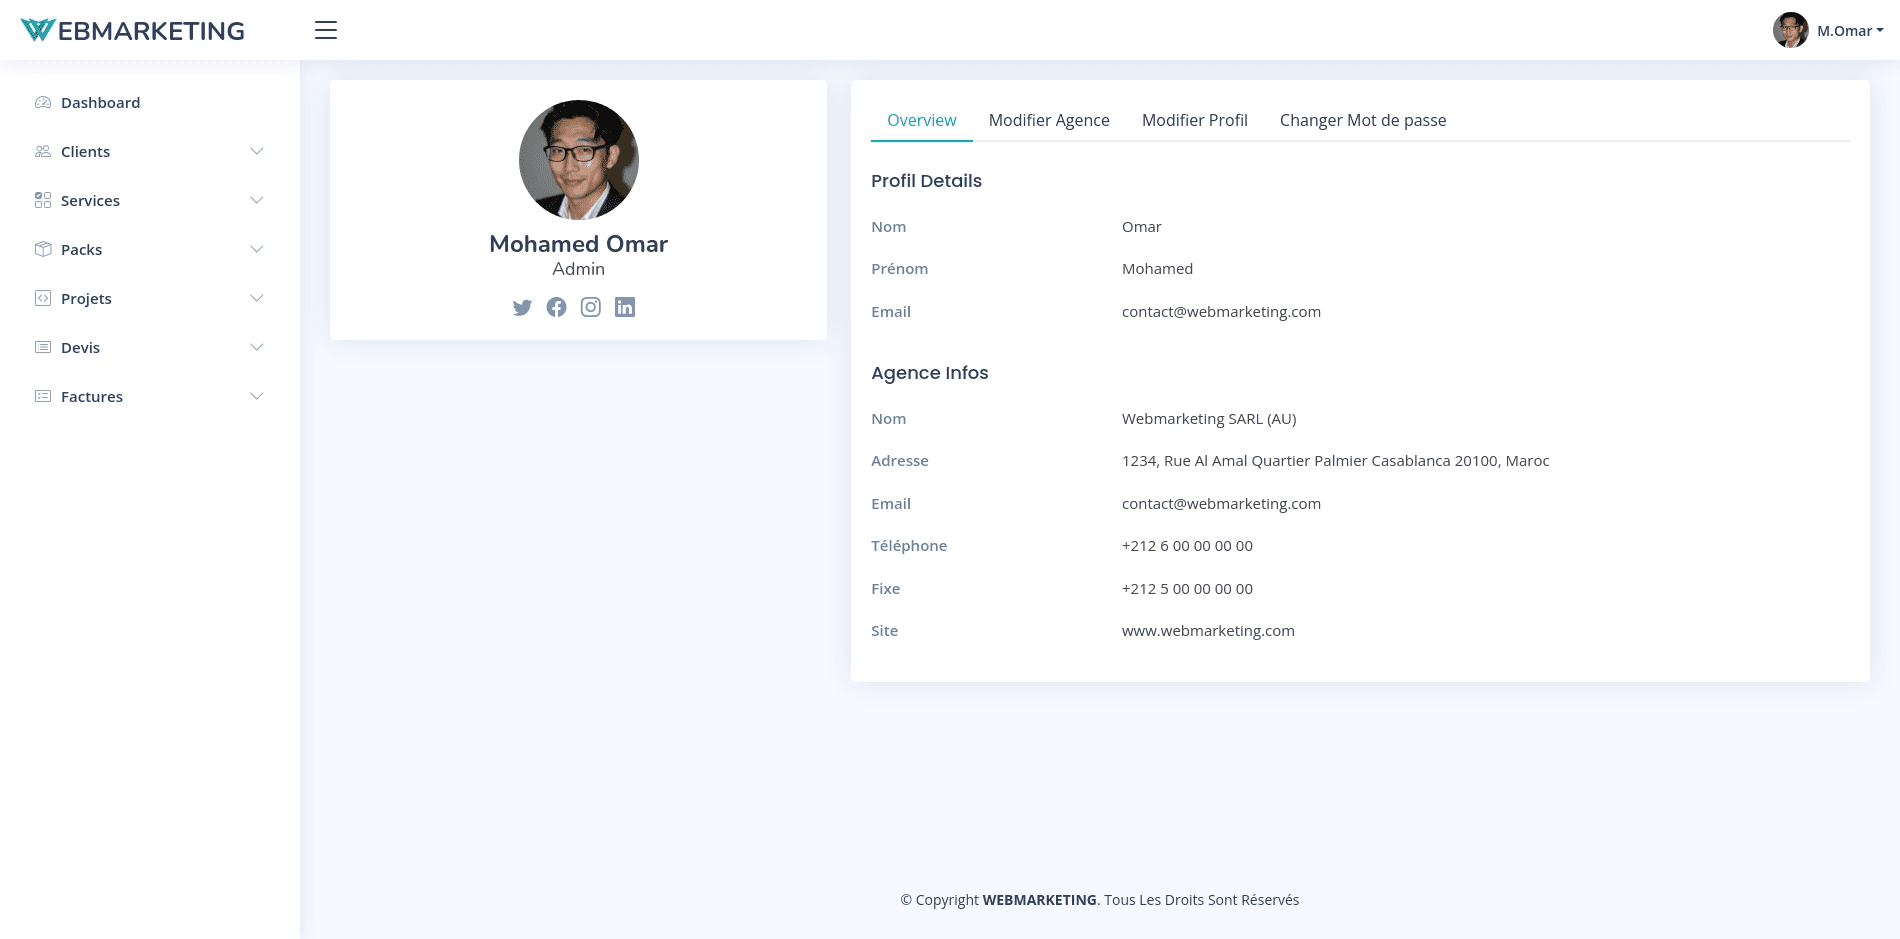 WEBMARKETING
M.Omar
Dashboard
Clients
Services
Packs
Projets
Devis
Factures
Mohamed Omar
Admin
Overview Modifier Agence Modifier Profil Changer Mot de passe
Profil Details
Nom Omar
Prénom Mohamed
Email contact@webmarketing.com
Agence Infos
Nom Webmarketing SARL (AU)
Adresse 1234, Rue Al Amal Quartier Palmier Casablanca 20100, Maroc
Email contact@webmarketing.com
Téléphone +212 6 00 00 00 00
Fixe +212 5 00 00 00 00
Site www.webmarketing.com
© Copyright WEBMARKETING. Tous Les Droits Sont Réservés